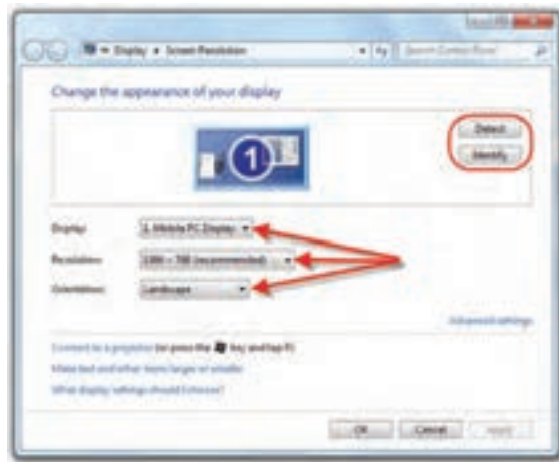 Display ▸ Screen Resolution
Search Control Panel
Change the appearance of your display
1
Detect
Identify
Display: 1. Mobile PC Display
Resolution: (recommended)
Orientation: Landscape
Advanced settings
Connect to a projector (or press the key and tap P)
Make text and other items larger or smaller
What display settings should I choose?
OK Cancel Apply